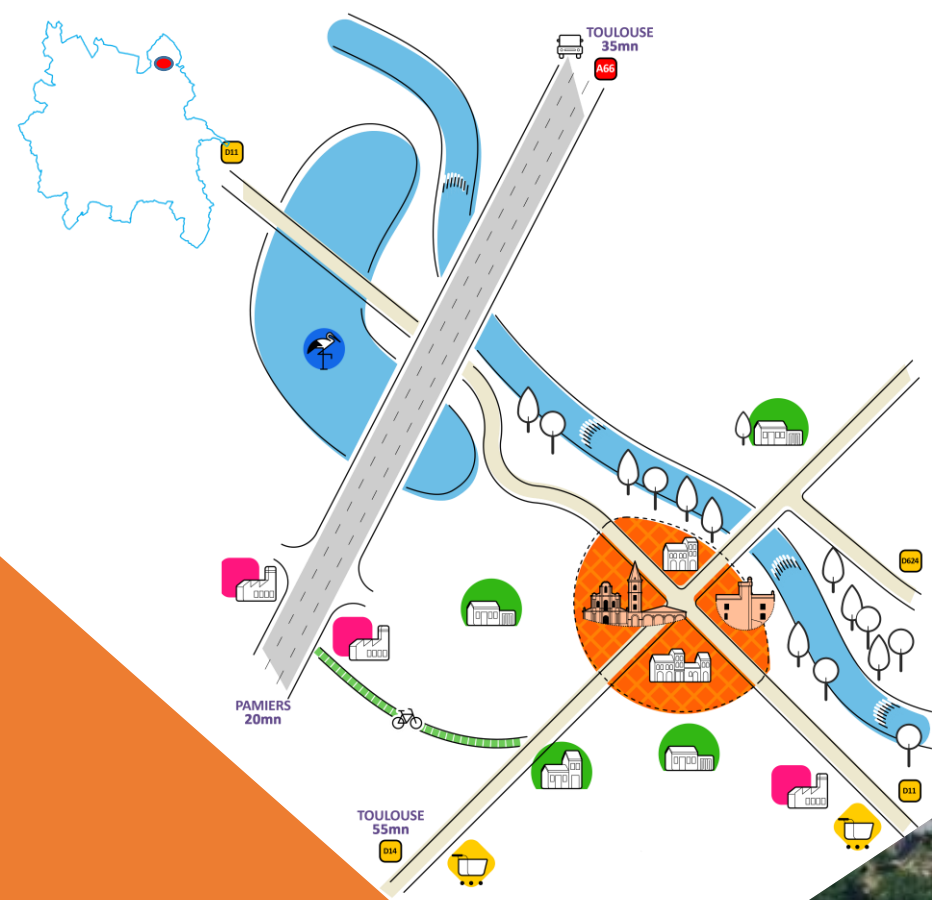 TOULOUSE
35mn
A66
D11
D624
PAMIERS
20mn
D11
TOULOUSE
55mn
D14